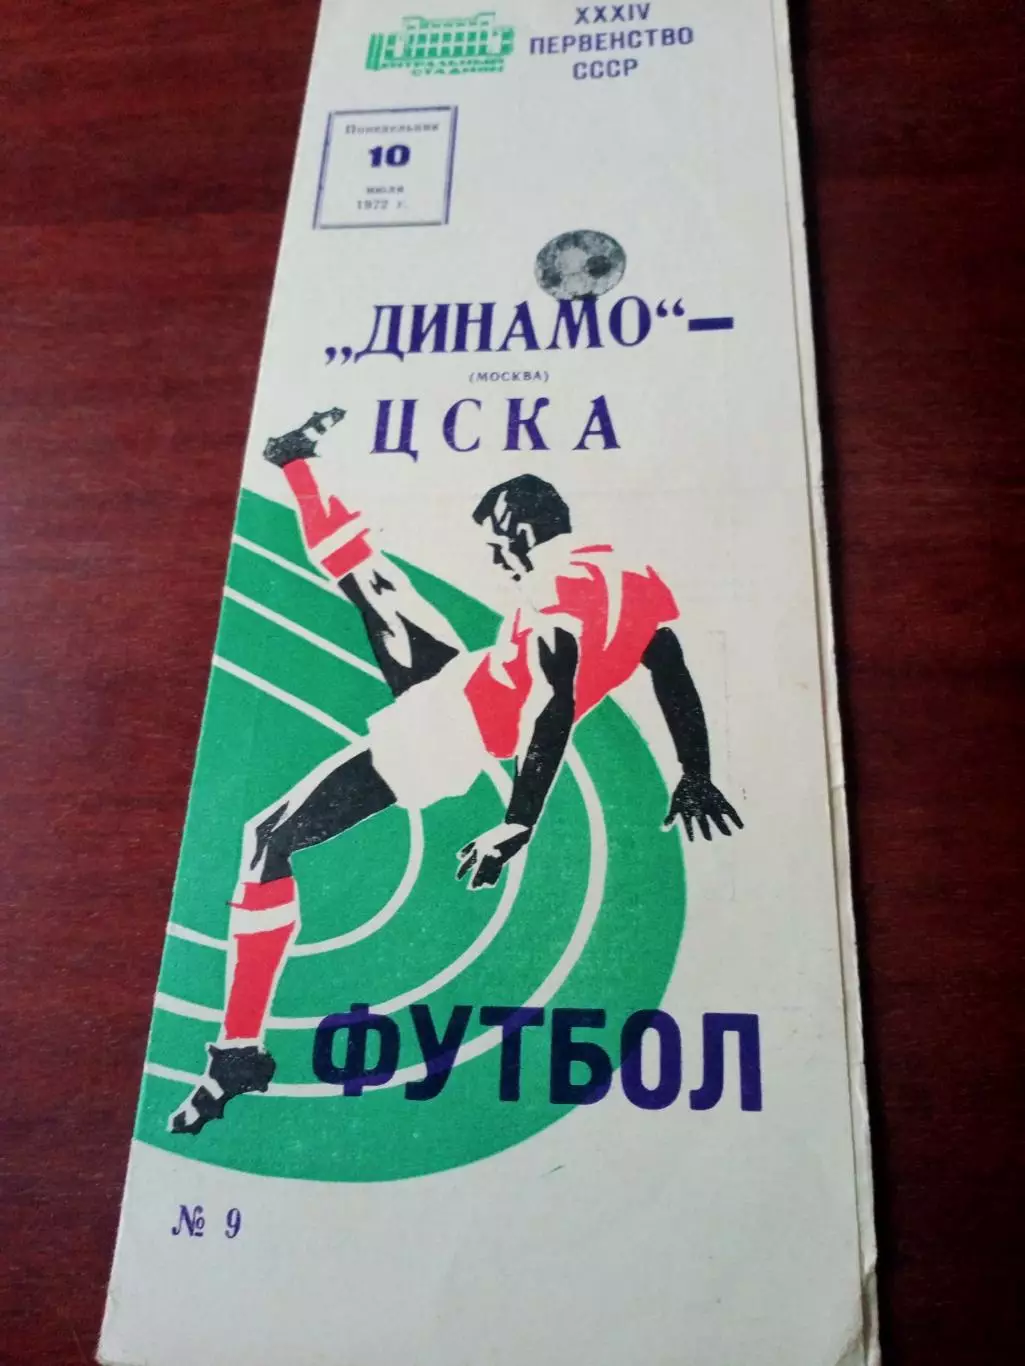 ЦЕНТРАЛЬНЫЙ
СТАДИОН
XXXIV
ПЕРВЕНСТВО
СССР
Понедельник
10
июля
1972 г.
„ДИНАМО“ –
(МОСКВА)
ЦСКА
ФУТБОЛ
№ 9